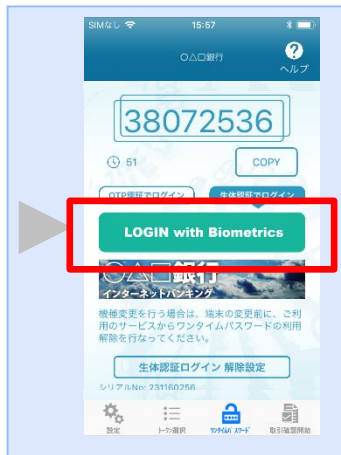 SIMなし 15:57
○△□銀行
?
ヘルプ
38072536
51 COPY
OTP認証でログイン 生体認証でログイン
LOGIN with Biometrics
○△□銀行
インターネットバンキング
機種変更を行う場合は、端末の変更前に、ご利
用のサービスからワンタイムパスワードの利用
解除を行なってください。
生体認証ログイン 解除設定
シリアルNo: 231160256
設定 トークン選択 ワンタイムパスワード 取引確認開始